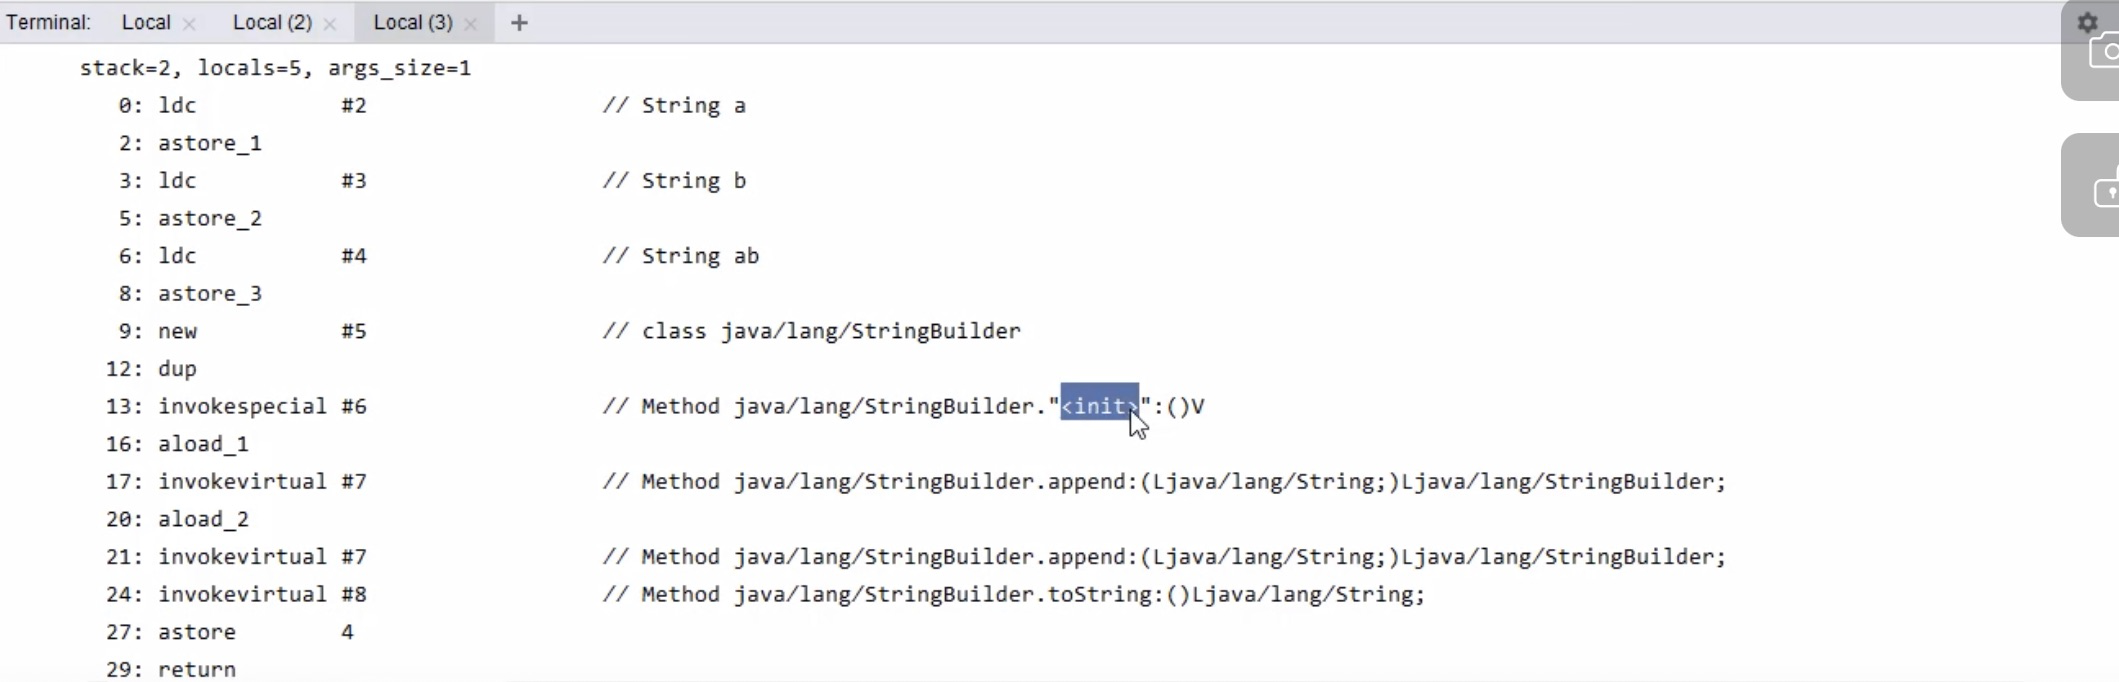 Terminal: Local × Local (2) × Local (3) × +
stack=2, locals=5, args_size=1
0: ldc #2 // String a
2: astore_1
3: ldc #3 // String b
5: astore_2
6: ldc #4 // String ab
8: astore_3
9: new #5 // class java/lang/StringBuilder
12: dup
13: invokespecial #6 // Method java/lang/StringBuilder."<init>":()V
16: aload_1
17: invokevirtual #7 // Method java/lang/StringBuilder.append:(Ljava/lang/String;)Ljava/lang/StringBuilder;
20: aload_2
21: invokevirtual #7 // Method java/lang/StringBuilder.append:(Ljava/lang/String;)Ljava/lang/StringBuilder;
24: invokevirtual #8 // Method java/lang/StringBuilder.toString:()Ljava/lang/String;
27: astore 4
29: return